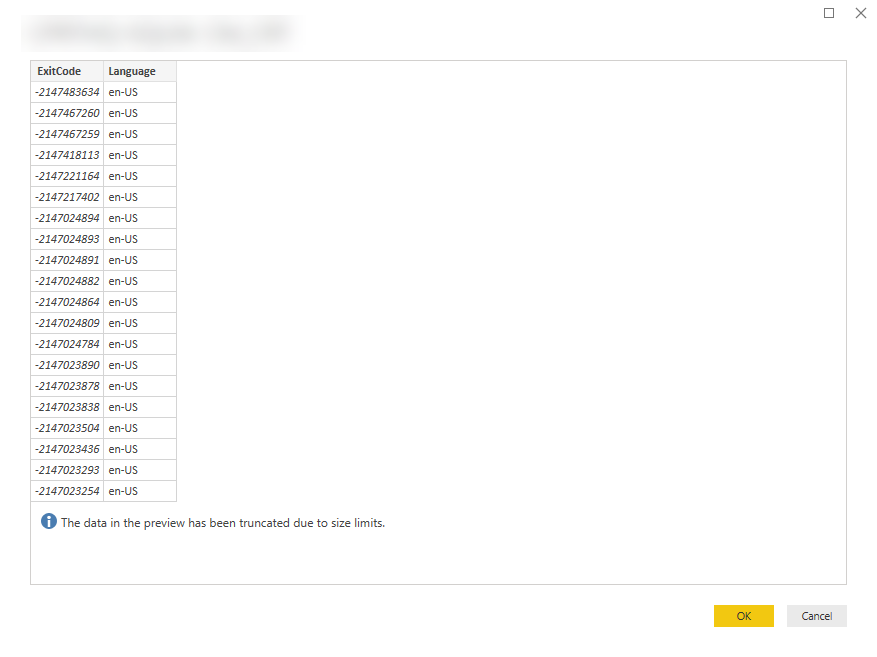 ExitCode Language
-2147483634 en-US
-2147467260 en-US
-2147467259 en-US
-2147418113 en-US
-2147221164 en-US
-2147217402 en-US
-2147024894 en-US
-2147024893 en-US
-2147024891 en-US
-2147024882 en-US
-2147024864 en-US
-2147024809 en-US
-2147024784 en-US
-2147023890 en-US
-2147023878 en-US
-2147023838 en-US
-2147023504 en-US
-2147023436 en-US
-2147023293 en-US
-2147023254 en-US
The data in the preview has been truncated due to size limits.
OK Cancel